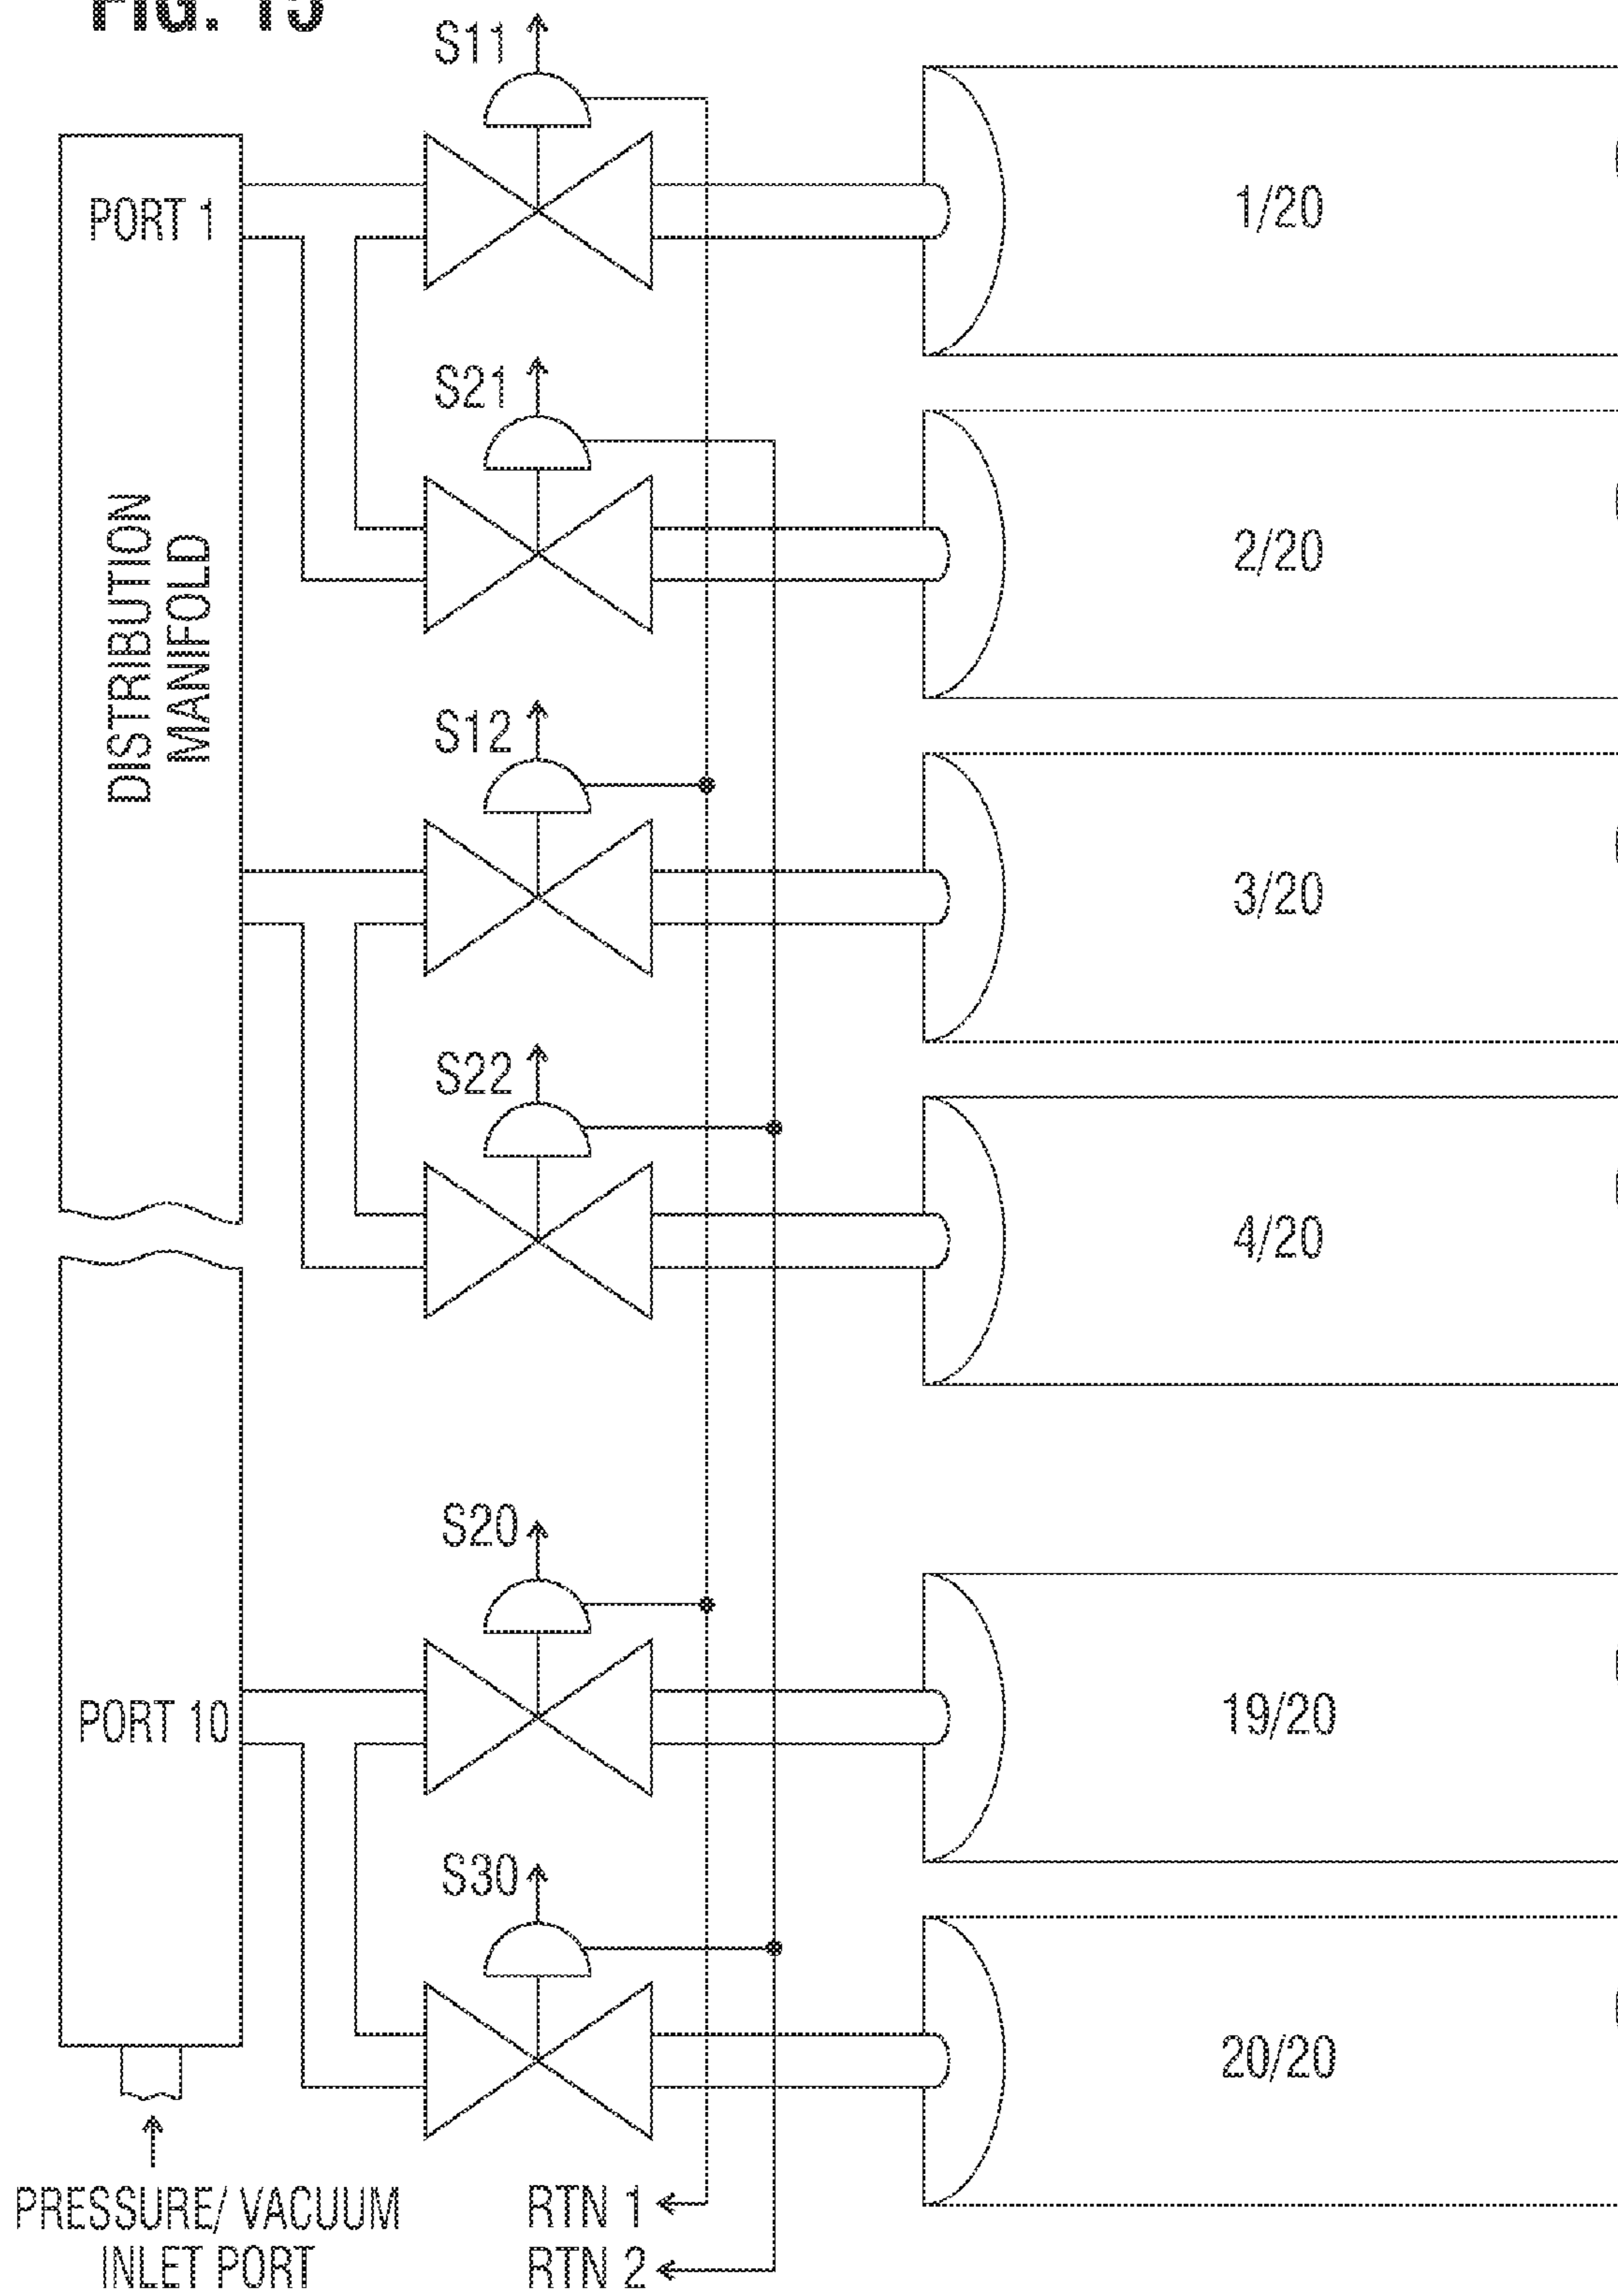 FIG. 15
S11
PORT 1
1/20
S21
2/20
DISTRIBUTION
MANIFOLD
S12
3/20
S22
4/20
S20
PORT 10
19/20
S30
20/20
PRESSURE/ VACUUM
INLET PORT
RTN 1
RTN 2